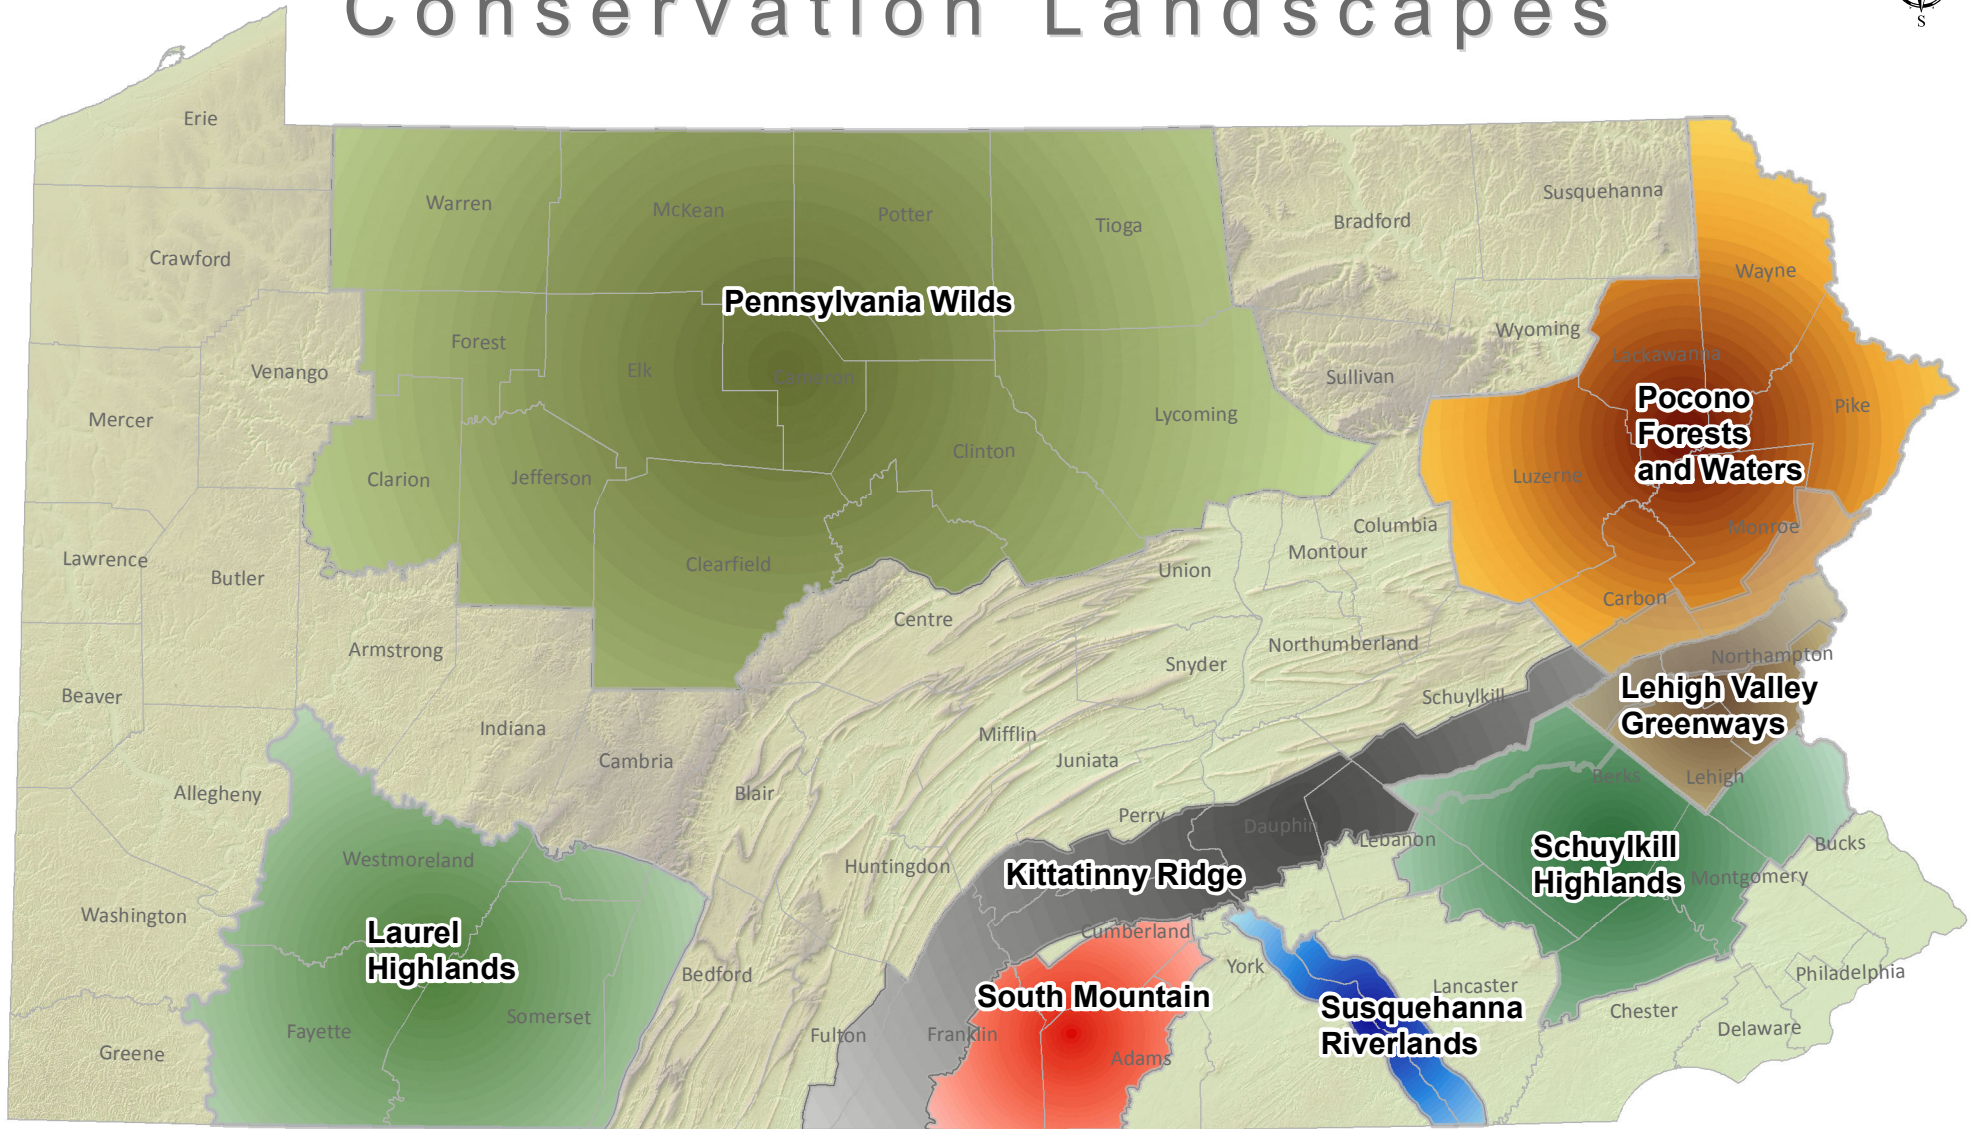 Conservation Landscapes
S
Erie
Warren
McKean
Potter
Tioga
Bradford
Susquehanna
Wayne
Crawford
Pennsylvania Wilds
Forest
Venango
Elk
Cameron
Wyoming
Lackawanna
Sullivan
Pike
Mercer
Lycoming
Pocono
Forests
and Waters
Clarion
Jefferson
Clinton
Luzerne
Columbia
Monroe
Lawrence
Butler
Clearfield
Union
Montour
Carbon
Centre
Armstrong
Northumberland
Northampton
Snyder
Beaver
Schuylkill
Lehigh Valley
Greenways
Indiana
Mifflin
Cambria
Juniata
Berks
Lehigh
Allegheny
Blair
Perry
Dauphin
Lebanon
Bucks
Westmoreland
Huntingdon
Kittatinny Ridge
Schuylkill
Highlands
Montgomery
Washington
Laurel
Highlands
Cumberland
Bedford
York
Lancaster
Philadelphia
South Mountain
Susquehanna
Riverlands
Fayette
Somerset
Fulton
Franklin
Chester
Delaware
Greene
Adams